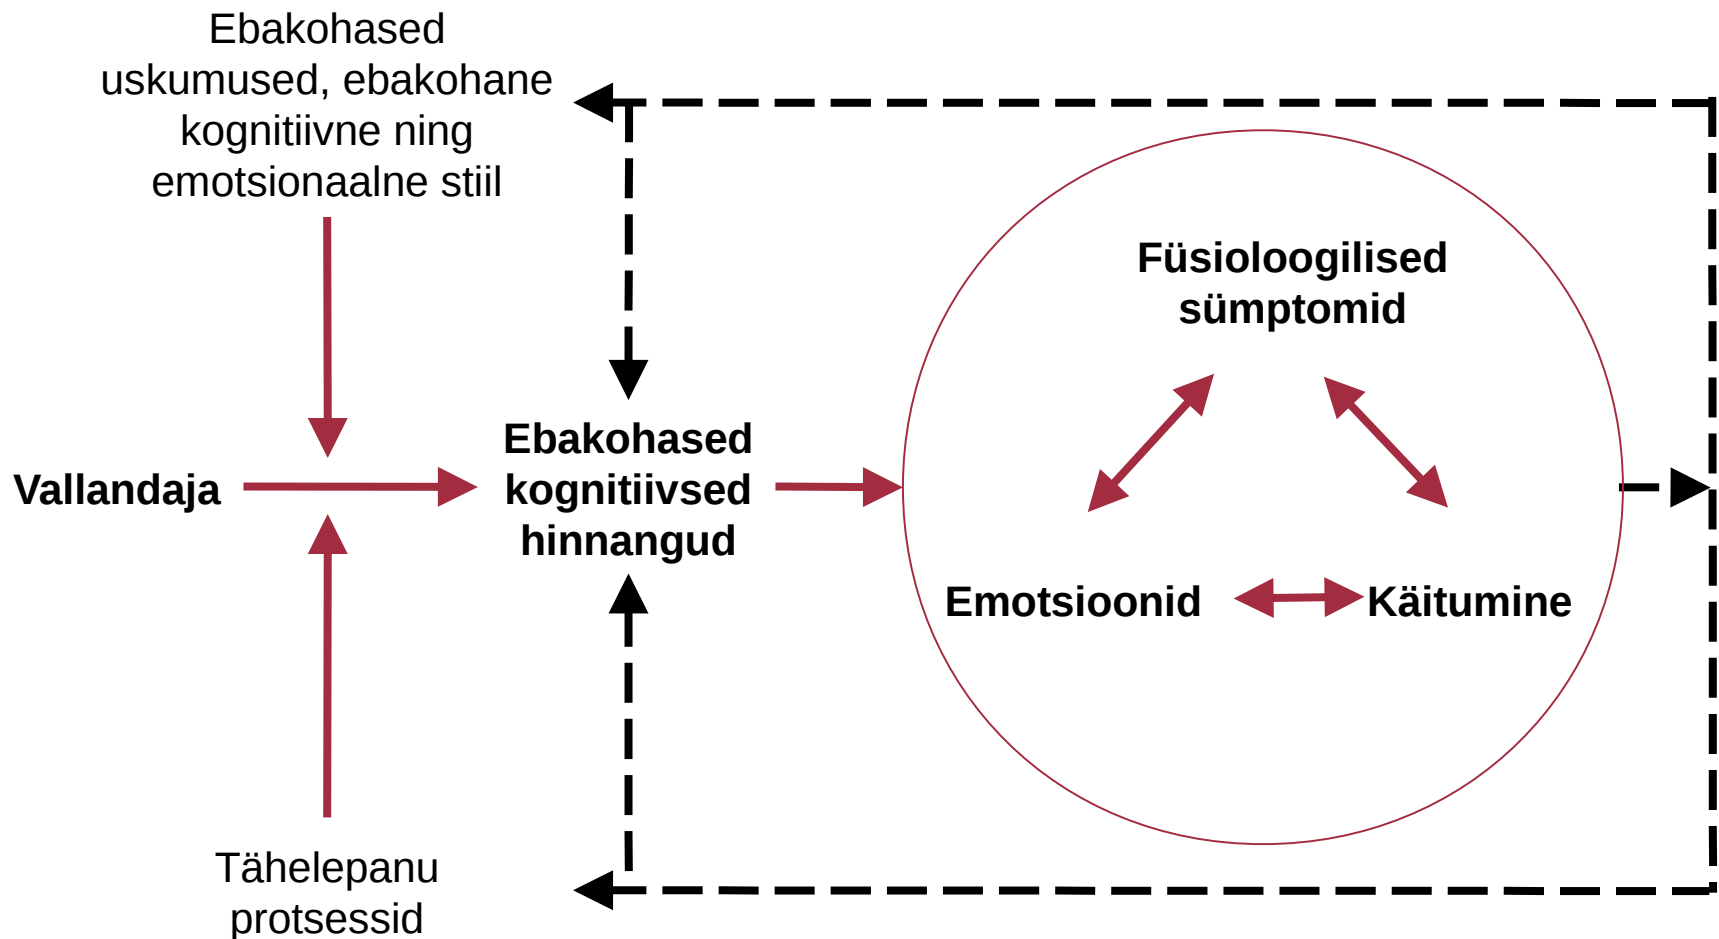 Ebakohased
uskumused, ebakohane
kognitiivne ning
emotsionaalne stiil
Füsioloogilised
sümptomid
Vallandaja
Ebakohased
kognitiivsed
hinnangud
Emotsioonid
Käitumine
Tähelepanu
protsessid